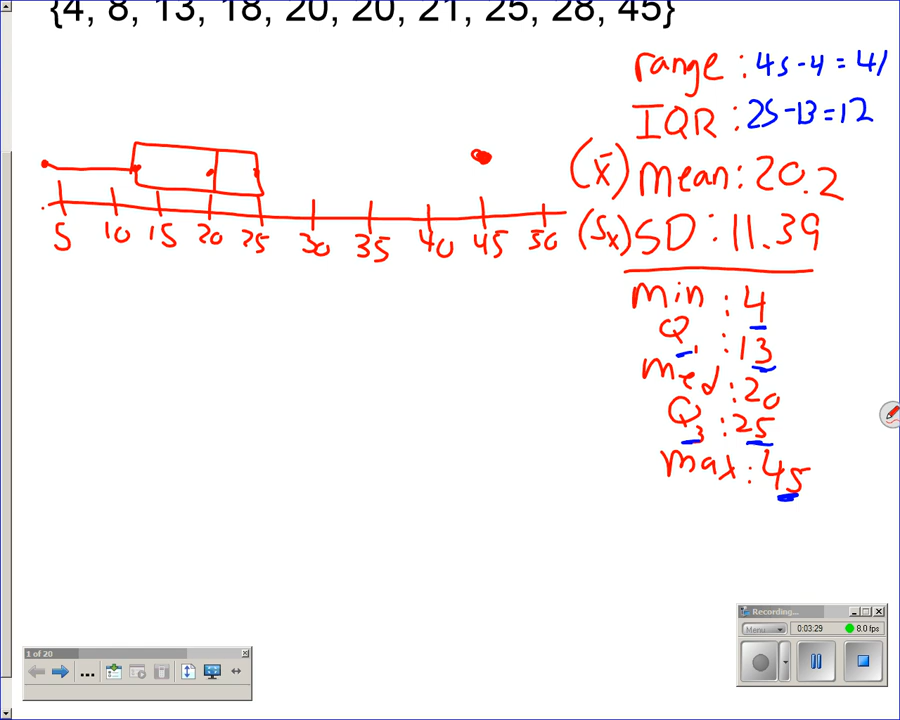 {4, 8, 13, 18, 20, 20, 21, 25, 28, 45}
range: 45-4=41
IQR: 25-13=12
(x̄) mean: 20.2
(Sx) SD: 11.39
5 10 15 20 25 30 35 40 45 50
min: 4
Q1: 13
med: 20
Q3: 25
max: 45
Recording...
Menu 0:03:29 8.0 fps
1 of 20
...